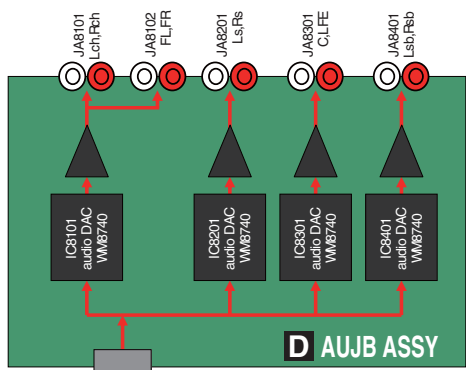 JA8101
Lch,Rch
JA8102
FL,FR
JA8201
Ls,Rs
JA8301
C,LFE
JA8401
Lsb,Rsb
IC8101
audio DAC
WM8740
IC8201
audio DAC
WM8740
IC8301
audio DAC
WM8740
IC8401
audio DAC
WM8740
D AUJB ASSY